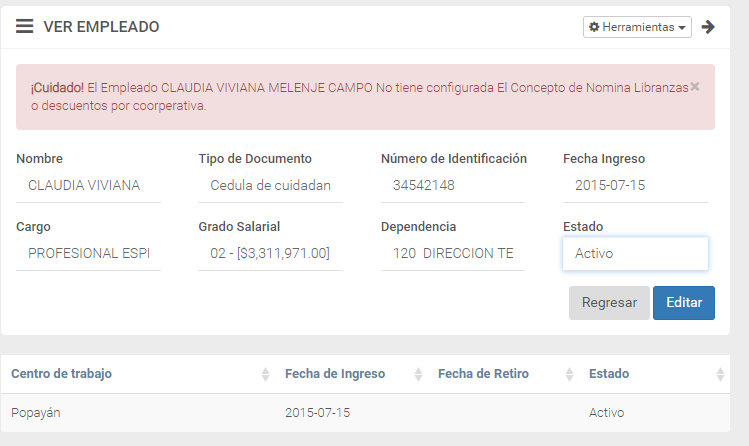 VER EMPLEADO
Herramientas
¡Cuidado! El Empleado CLAUDIA VIVIANA MELENJE CAMPO No tiene configurada El Concepto de Nomina Libranzas ×
o descuentos por coorperativa.
Nombre Tipo de Documento Número de Identificación Fecha Ingreso
CLAUDIA VIVIANA Cedula de cuidadan 34542148 2015-07-15
Cargo Grado Salarial Dependencia Estado
PROFESIONAL ESPI 02 - [$3,311,971.00] 120 DIRECCION TE Activo
Regresar Editar
Centro de trabajo Fecha de Ingreso Fecha de Retiro Estado
Popayán 2015-07-15 Activo